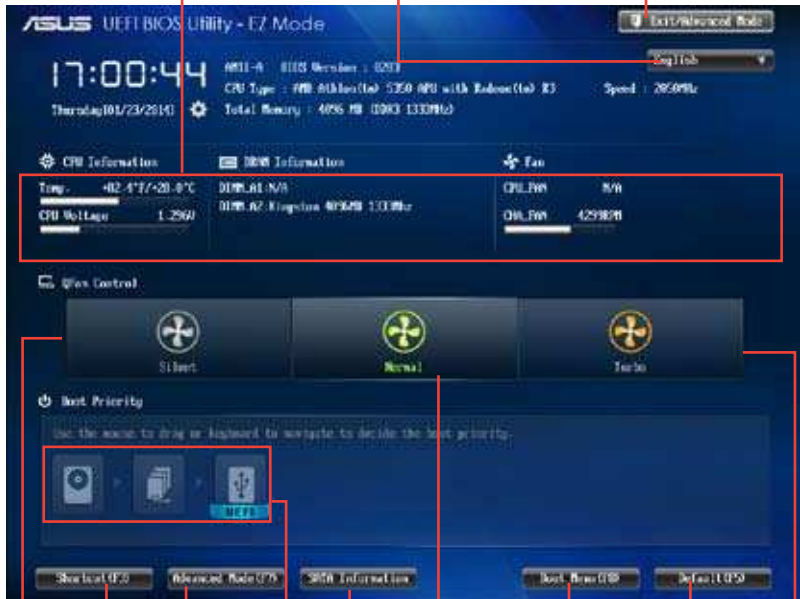 ASUS UEFI BIOS Utility - EZ Mode
Exit/Advanced Mode
English
17:00:44
Thursday[01/23/2014]
AM1I-A BIOS Version :
CPU Type : AMD Athlon(tm) 5350 APU with Radeon(tm) R3
Speed : 2050MHz
Total Memory : 4096 MB (DDR3 1333MHz)
CPU Information
DRAM Information
Fan
Temp.
DIMM_A1:N/A
CPU_FAN N/A
CPU Voltage 1.296V
DIMM_A2:Kingston 4096MB 1333MHz
CHA_FAN 4299RPM
QFan Control
Silent
Normal
Turbo
Boot Priority
Use the mouse to drag or keyboard to navigate to decide the boot priority.
UEFI
Shortcut(F3)
Advanced Mode(F7)
SATA Information
Boot Menu(F8)
Default(F5)